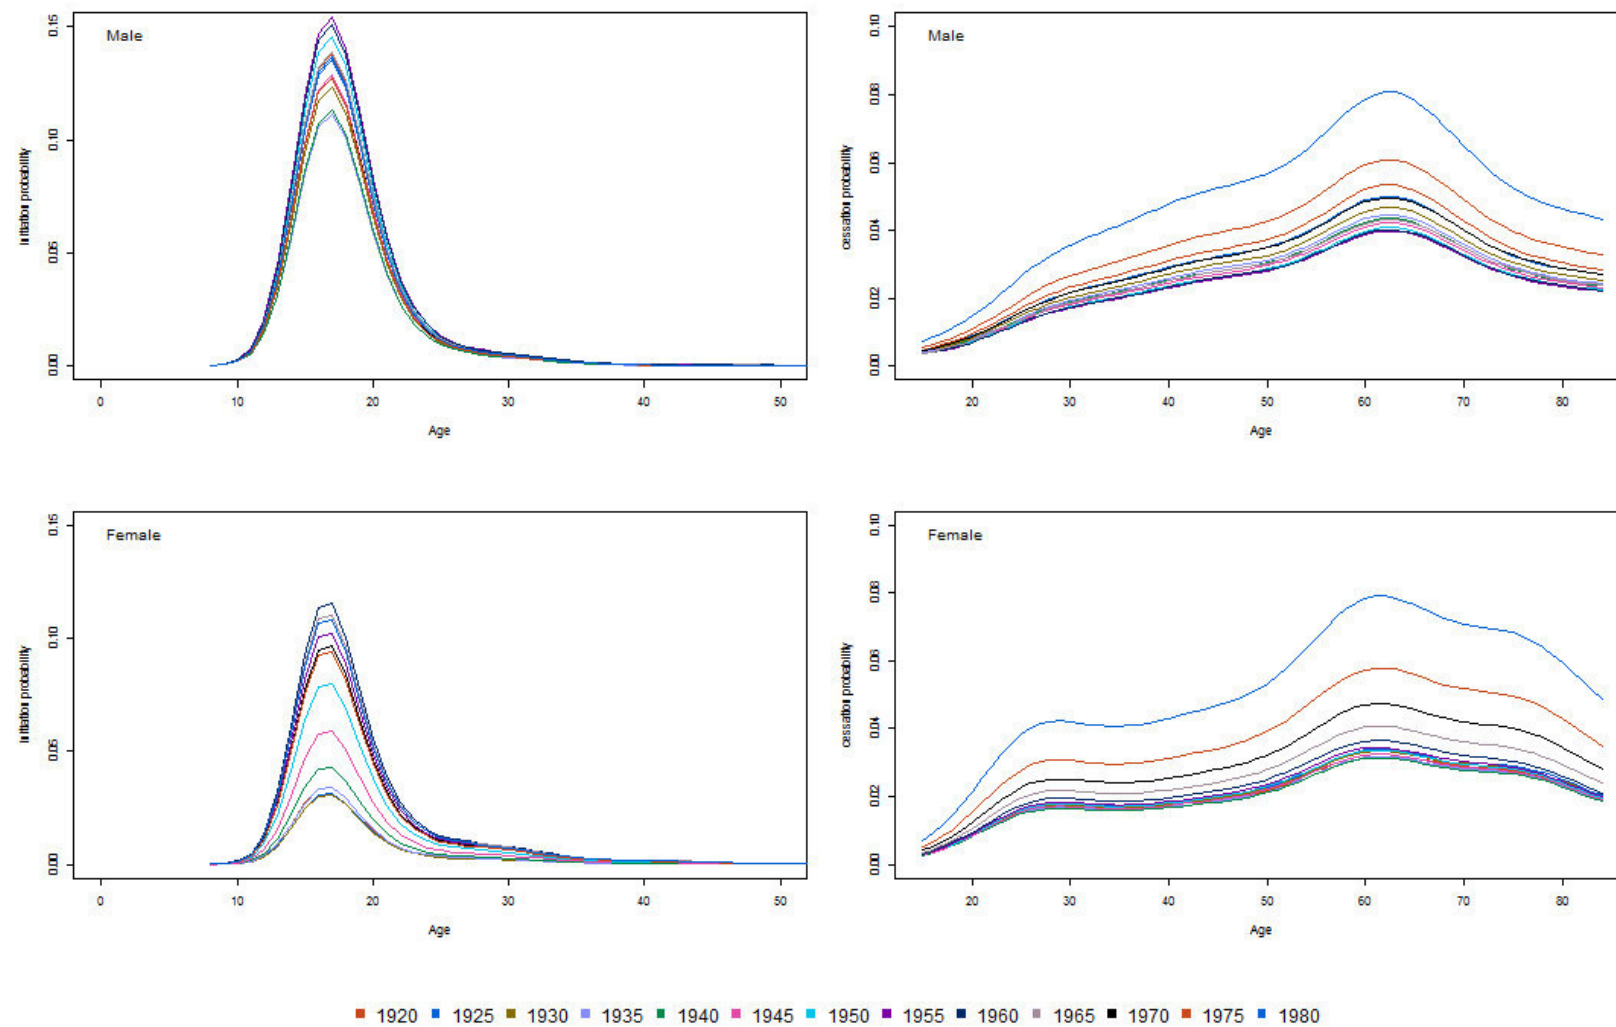 Male
initiation probability
0.00 0.05 0.10 0.15
0 10 20 30 40 50
Age
Male
cessation probability
0.00 0.02 0.04 0.06 0.08 0.10
20 30 40 50 60 70 80
Age
Female
initiation probability
0.00 0.05 0.10 0.15
0 10 20 30 40 50
Age
Female
cessation probability
0.00 0.02 0.04 0.06 0.08 0.10
20 30 40 50 60 70 80
Age
1920 1925 1930 1935 1940 1945 1950 1955 1960 1965 1970 1975 1980